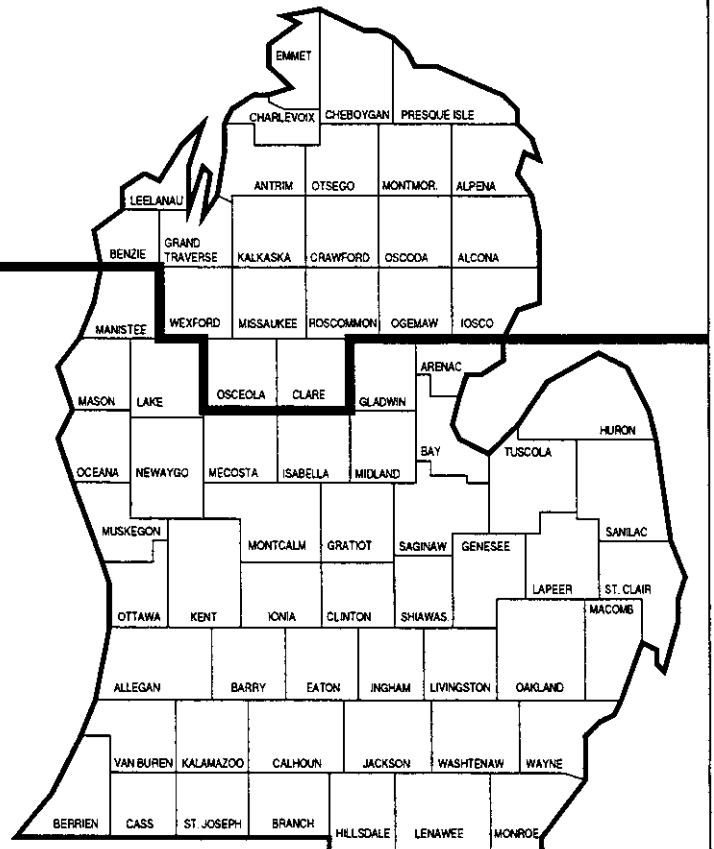 EMMET
CHARLEVOIX
CHEBOYGAN
PRESQUE ISLE
LEELANAU
ANTRIM
OTSEGO
MONTMOR.
ALPENA
BENZIE
GRAND
TRAVERSE
KALKASKA
CRAWFORD
OSCODA
ALCONA
MANISTEE
WEXFORD
MISSAUKEE
ROSCOMMON
OGEMAW
IOSCO
MASON
LAKE
OSCEOLA
CLARE
GLADWIN
ARENAC
OCEANA
NEWAYGO
MECOSTA
ISABELLA
MIDLAND
BAY
TUSCOLA
HURON
MUSKEGON
MONTCALM
GRATIOT
SAGINAW
GENESEE
SANILAC
OTTAWA
KENT
IONIA
CLINTON
SHIAWAS.
LAPEER
ST. CLAIR
MACOMB
ALLEGAN
BARRY
EATON
INGHAM
LIVINGSTON
OAKLAND
VAN BUREN
KALAMAZOO
CALHOUN
JACKSON
WASHTENAW
WAYNE
BERRIEN
CASS
ST. JOSEPH
BRANCH
HILLSDALE
LENAWEE
MONROE